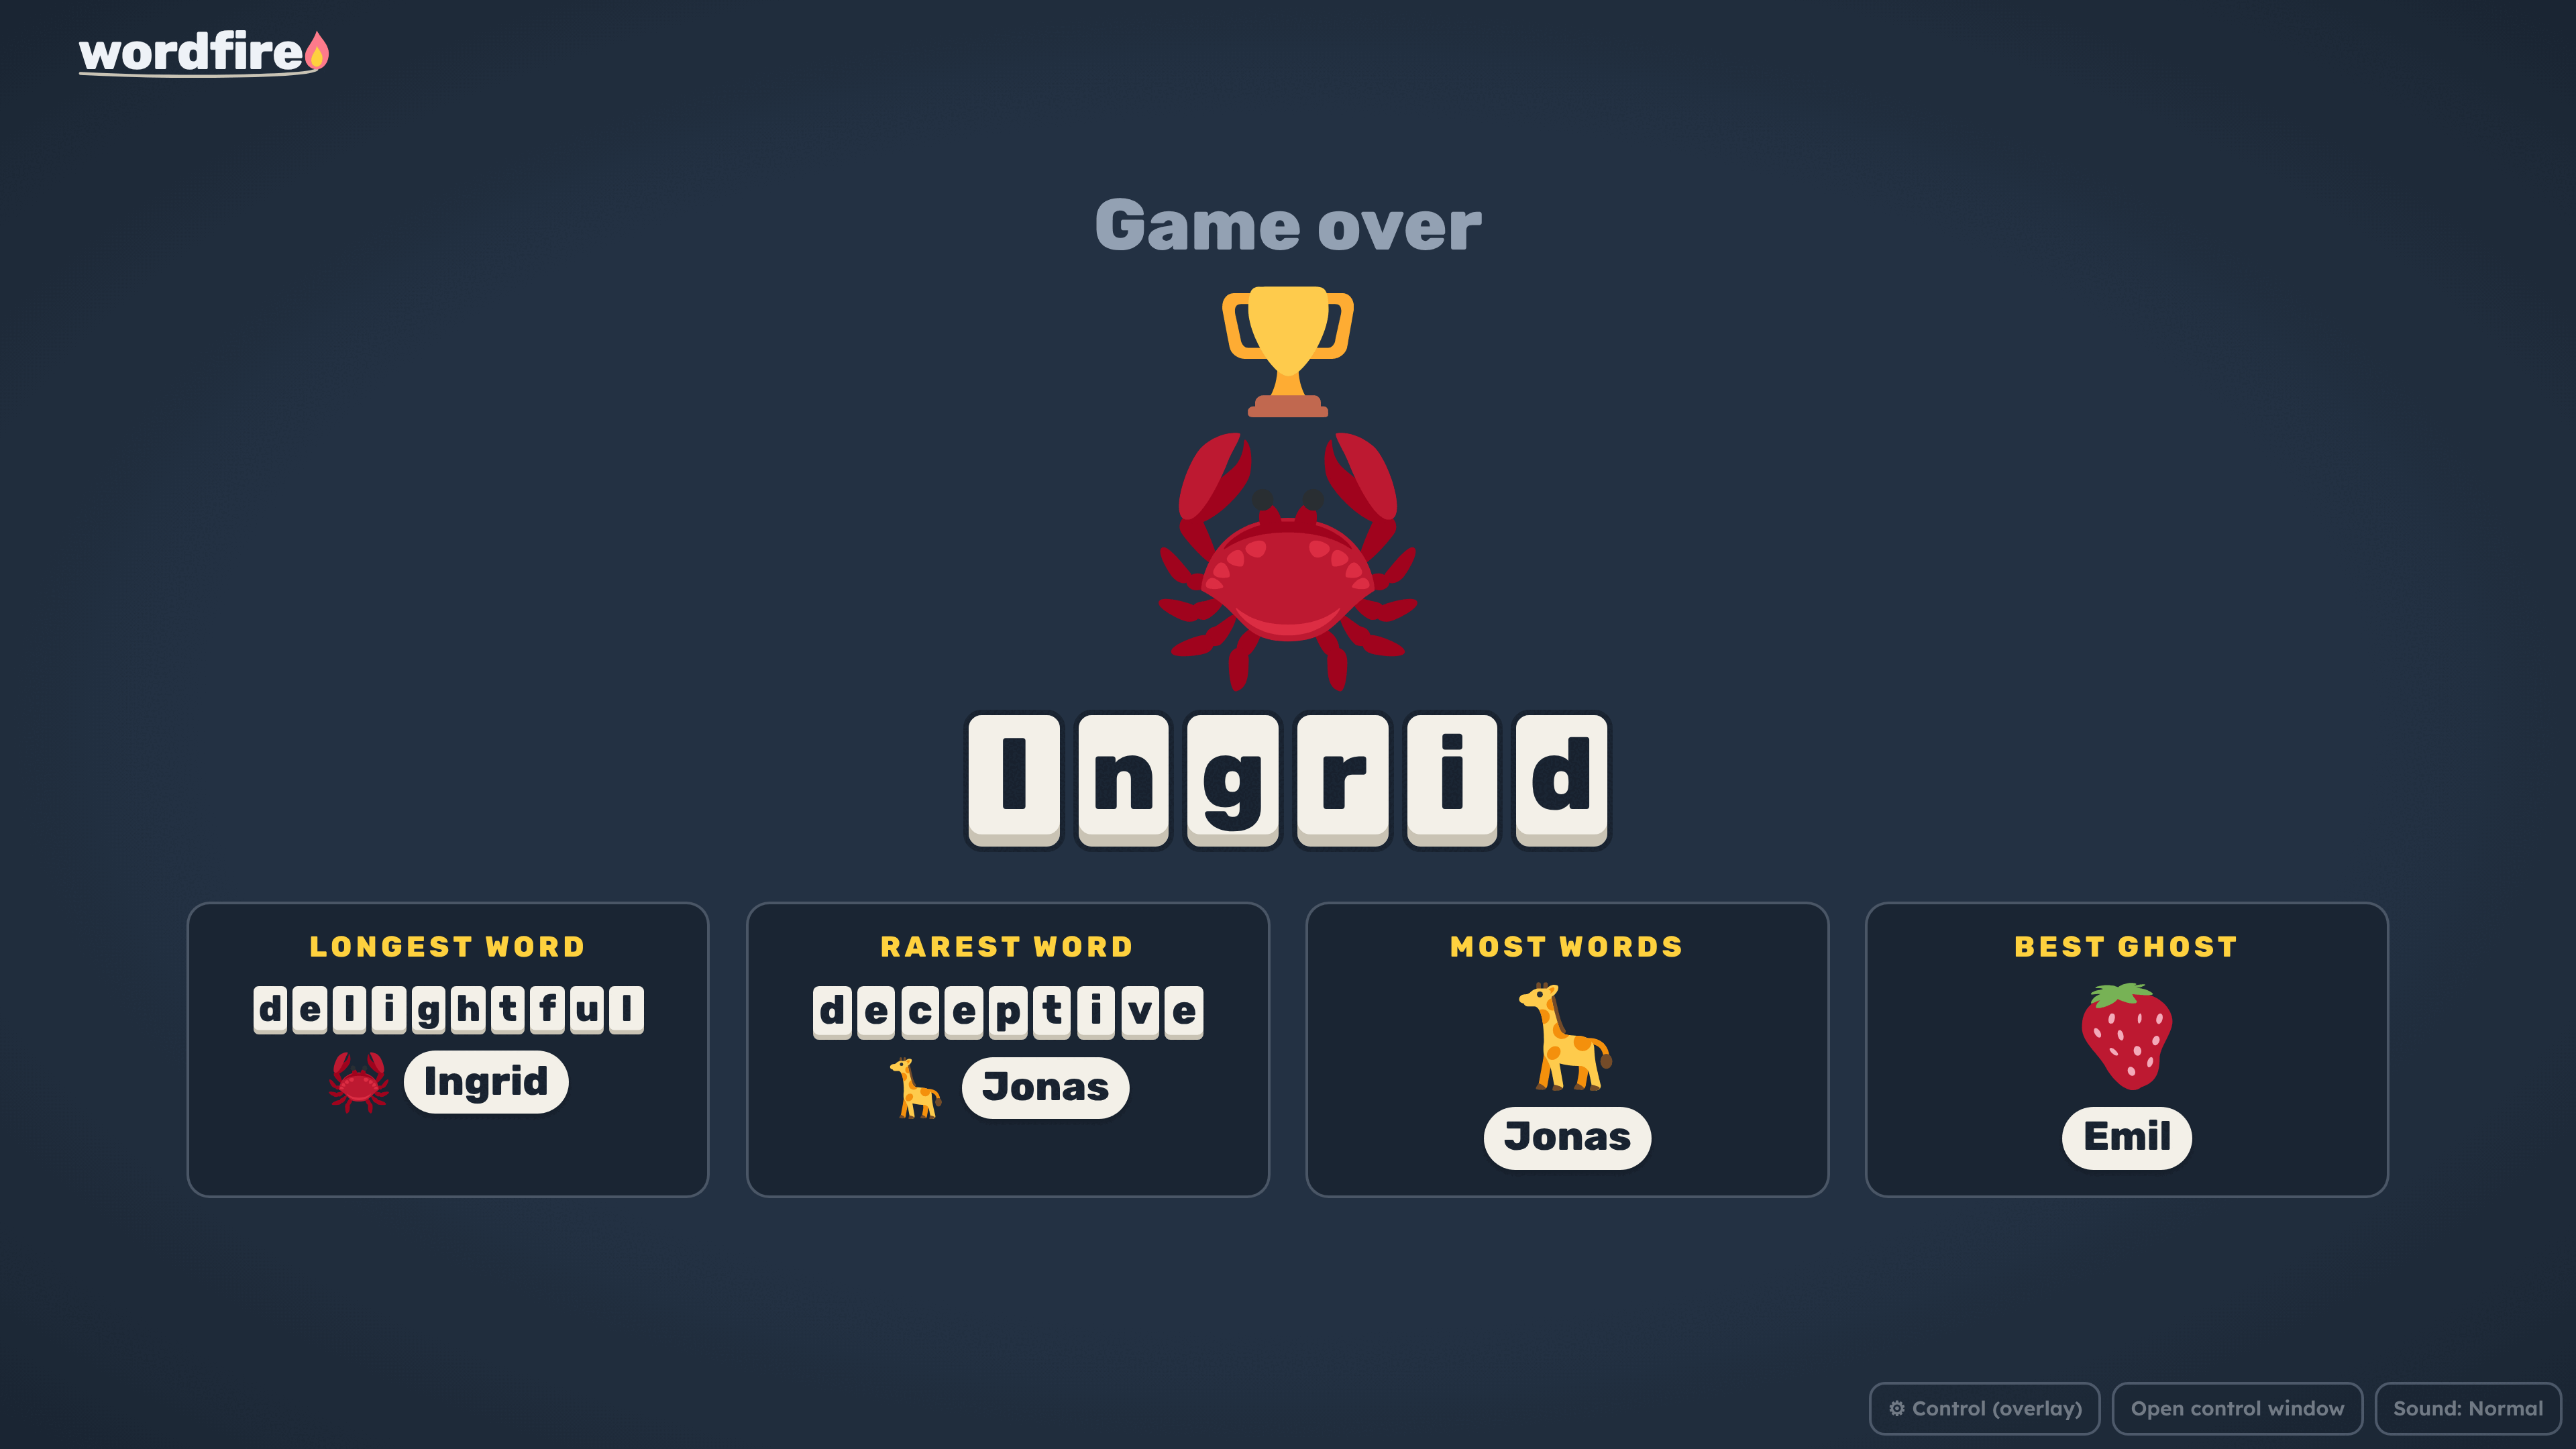 wordfire
Game over
Ingrid
LONGEST WORD
delightful
Ingrid
RAREST WORD
deceptive
Jonas
MOST WORDS
Jonas
BEST GHOST
Emil
⚙ Control (overlay)
Open control window
Sound: Normal